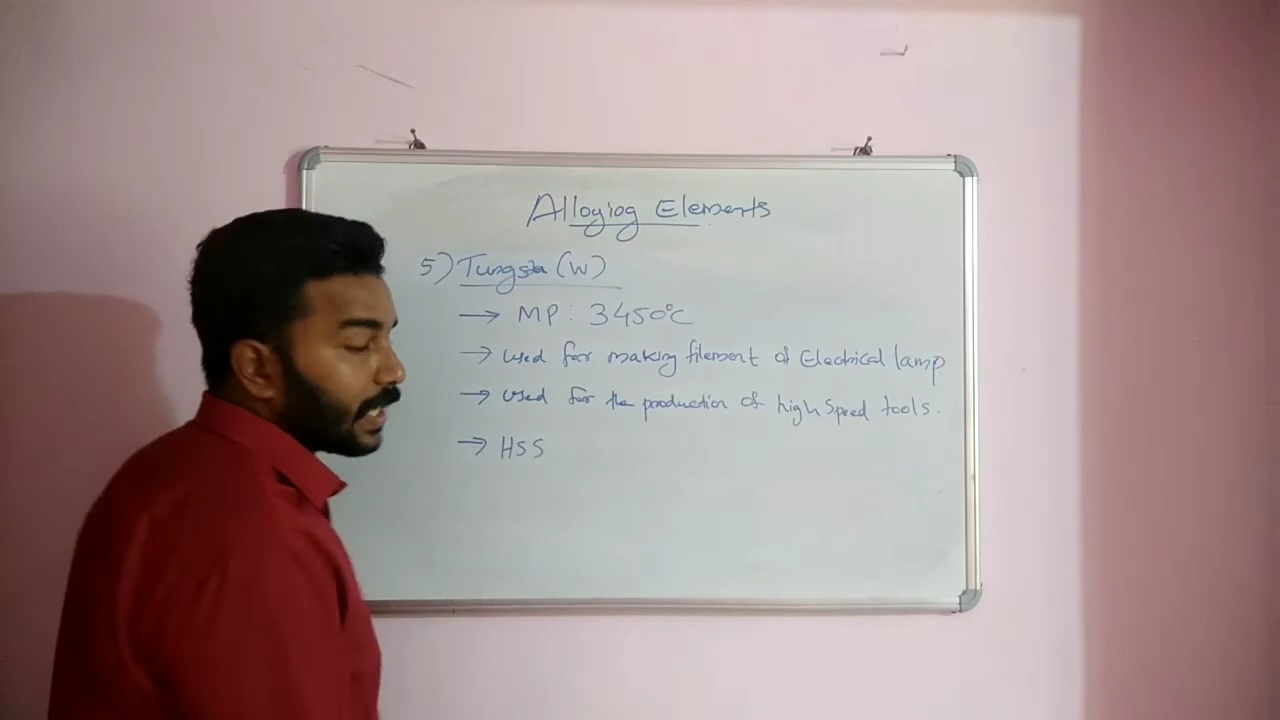 Alloying Elements
5) Tungsten (W)
→ MP : 3450°C
→ used for making filement of Electrical lamp
→ used for the production of high speed tools.
→ HSS